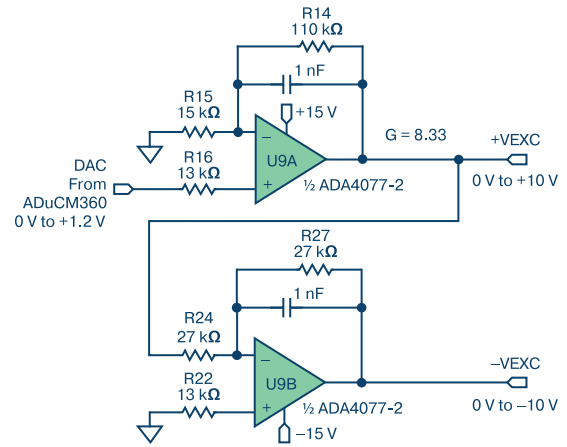 R14
110 kΩ
1 nF
R15
15 kΩ
+15 V
−
U9A
+
G = 8.33
+VEXC
0 V to +10 V
½ ADA4077-2
DAC
From
ADuCM360
0 V to +1.2 V
R16
13 kΩ
R27
27 kΩ
1 nF
R24
27 kΩ
−
U9B
+
−VEXC
0 V to −10 V
½ ADA4077-2
R22
13 kΩ
−15 V